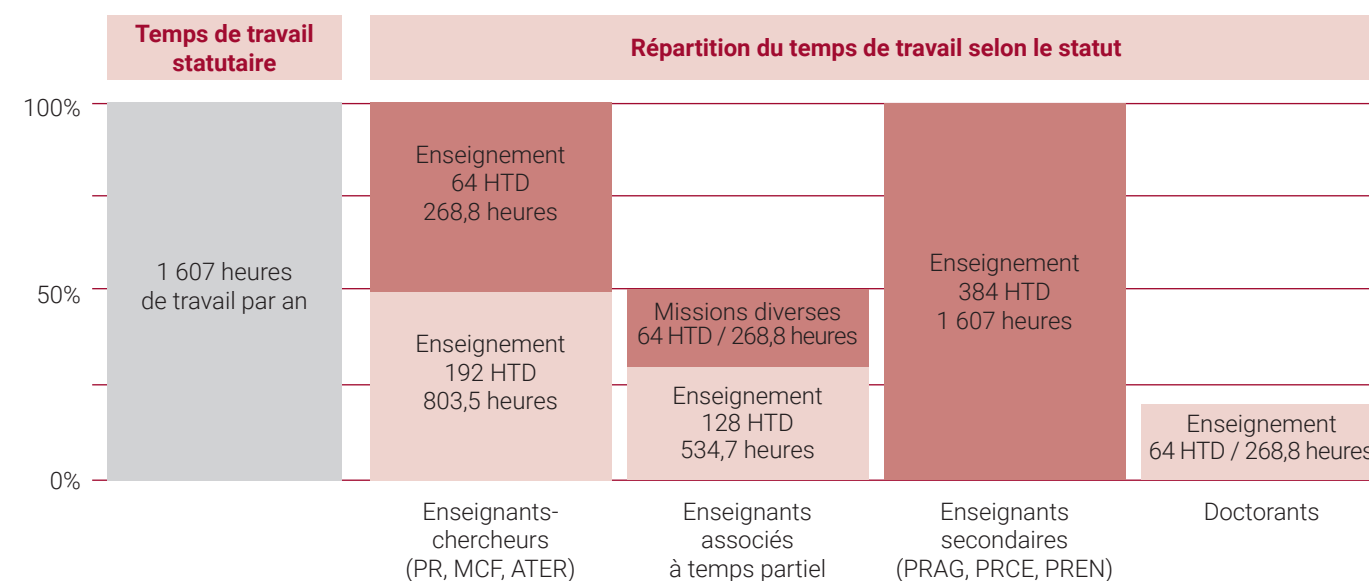 Temps de travail
statutaire
Répartition du temps de travail selon le statut
100%
50%
0%
1 607 heures
de travail par an
Enseignement
64 HTD
268,8 heures
Enseignement
192 HTD
803,5 heures
Missions diverses
64 HTD / 268,8 heures
Enseignement
128 HTD
534,7 heures
Enseignement
384 HTD
1 607 heures
Enseignement
64 HTD / 268,8 heures
Enseignants-
chercheurs
(PR, MCF, ATER)
Enseignants
associés
à temps partiel
Enseignants
secondaires
(PRAG, PRCE, PREN)
Doctorants